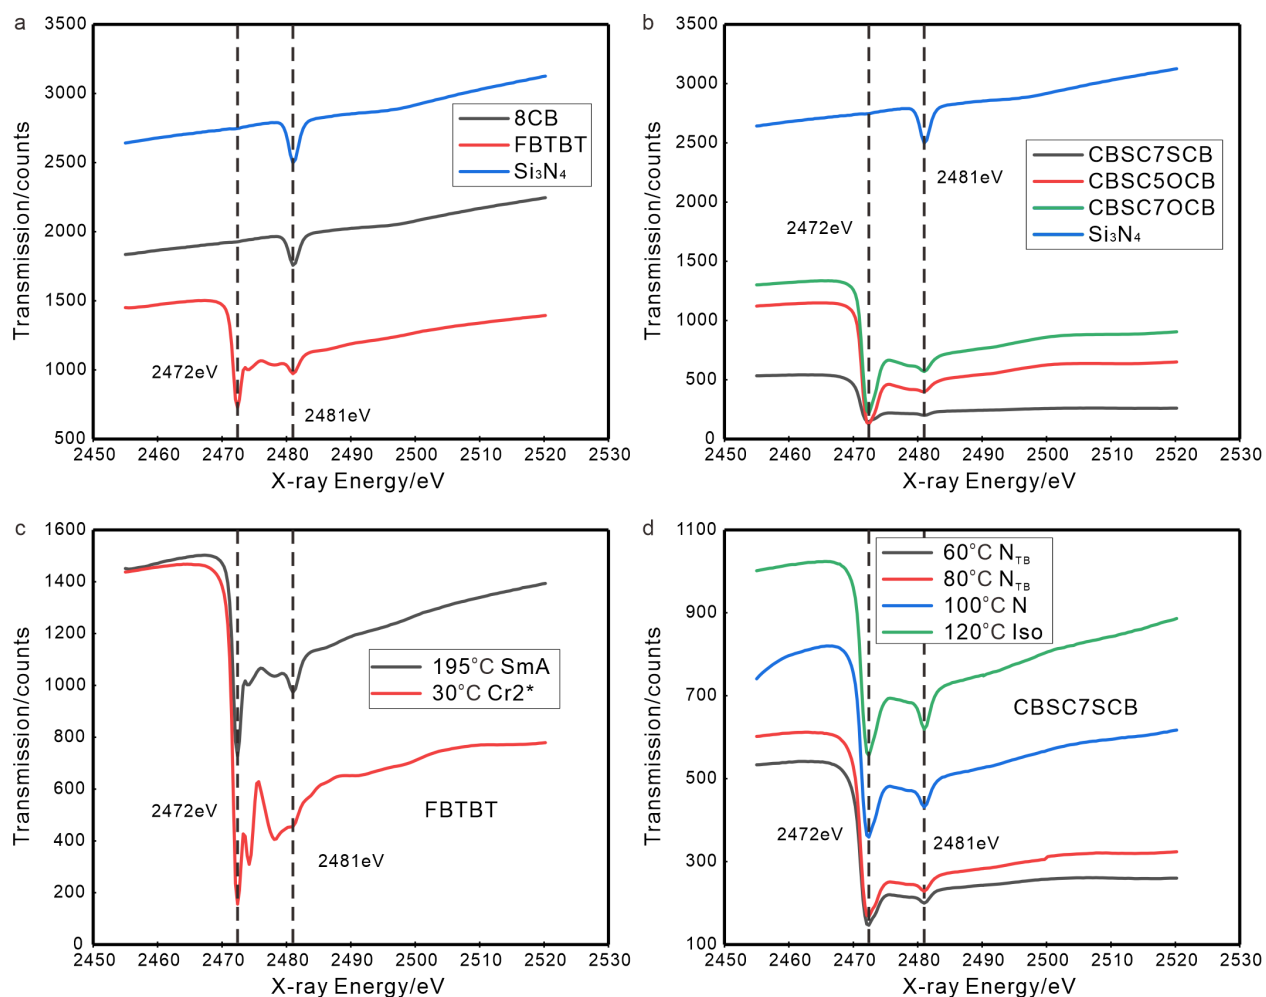 a
3500
3000
2500
2000
1500
1000
500
Transmission/counts
8CB
FBTBT
Si₃N₄
2472eV
2481eV
2450 2460 2470 2480 2490 2500 2510 2520 2530
X-ray Energy/eV
b
3500
3000
2500
2000
1500
1000
500
0
Transmission/counts
2481eV
CBSC7SCB
CBSC5OCB
CBSC7OCB
Si₃N₄
2472eV
2450 2460 2470 2480 2490 2500 2510 2520 2530
X-ray Energy/eV
c
1600
1400
1200
1000
800
600
400
200
0
Transmission/counts
195°C SmA
30°C Cr2*
2472eV
FBTBT
2481eV
2450 2460 2470 2480 2490 2500 2510 2520 2530
X-ray Energy/eV
d
1100
900
700
500
300
100
Transmission/counts
60°C N_TB
80°C N_TB
100°C N
120°C Iso
CBSC7SCB
2472eV
2481eV
2450 2460 2470 2480 2490 2500 2510 2520 2530
X-ray Energy/eV